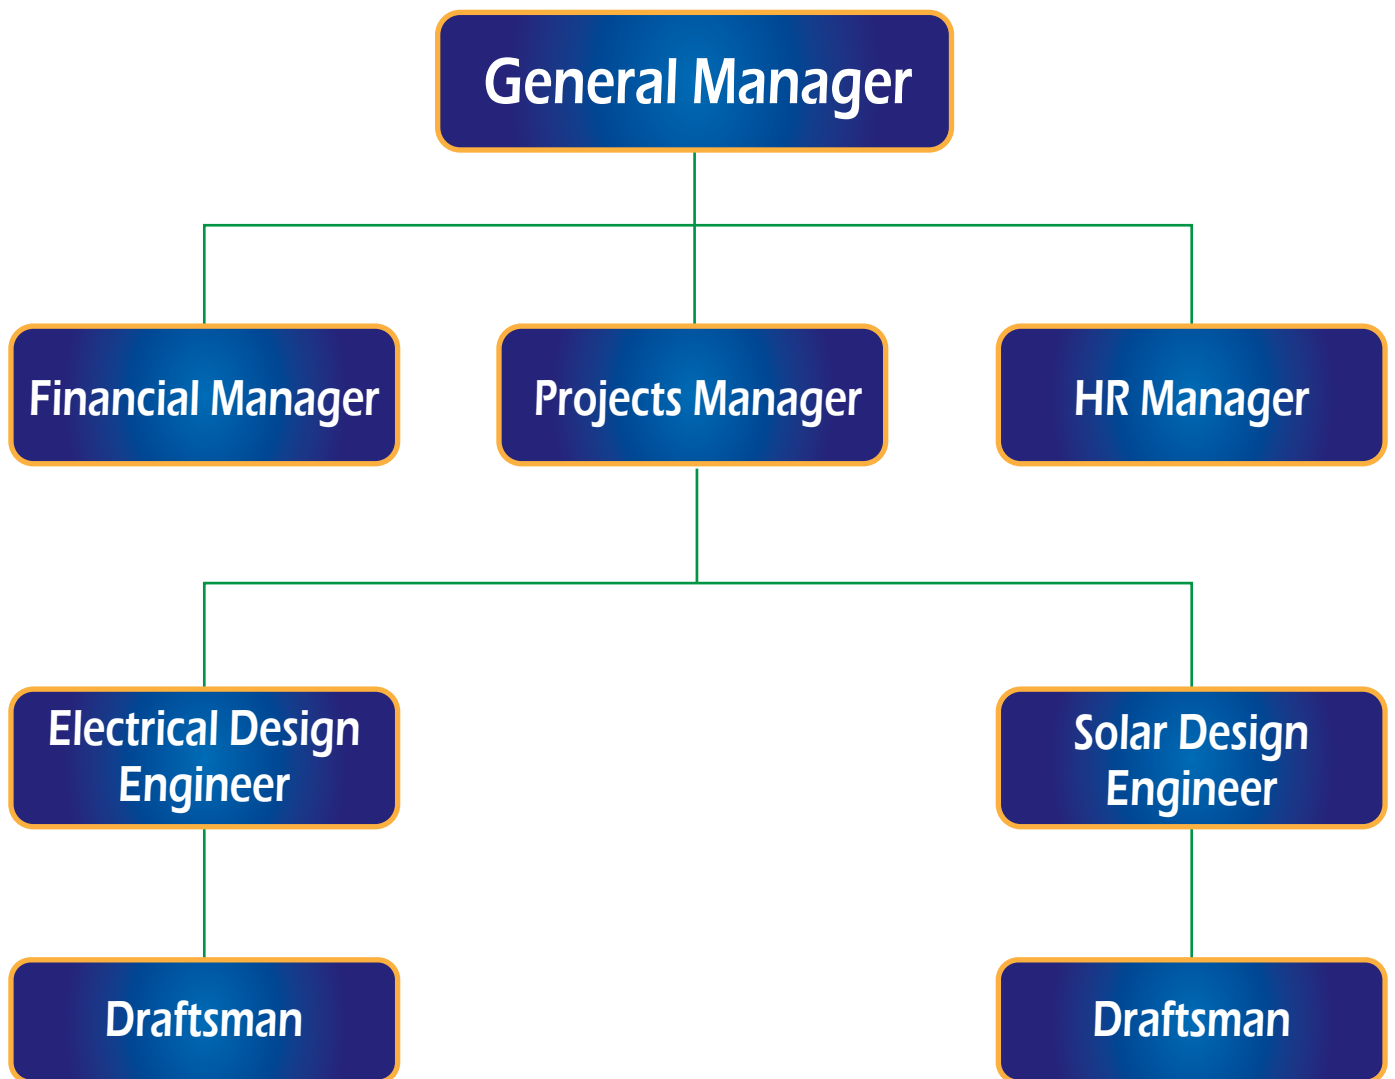 General Manager
Financial Manager
Projects Manager
HR Manager
Electrical Design
Engineer
Solar Design
Engineer
Draftsman
Draftsman